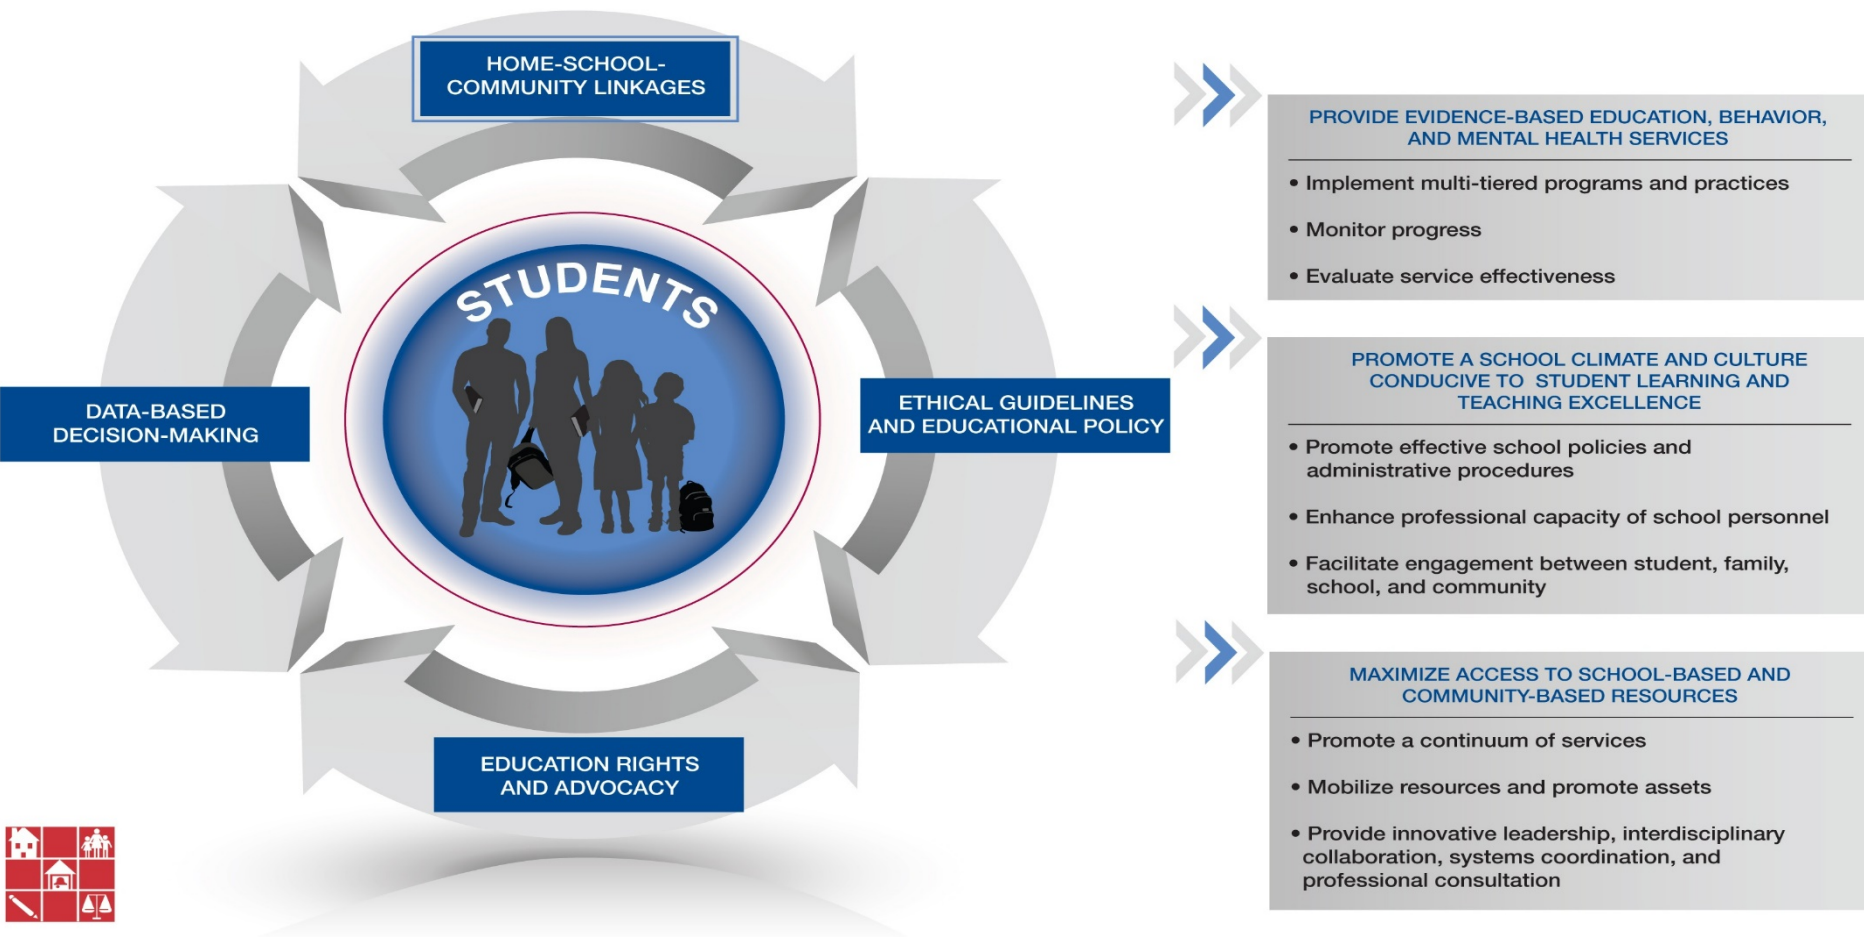 HOME-SCHOOL-
COMMUNITY LINKAGES
STUDENTS
DATA-BASED
DECISION-MAKING
ETHICAL GUIDELINES
AND EDUCATIONAL POLICY
EDUCATION RIGHTS
AND ADVOCACY
PROVIDE EVIDENCE-BASED EDUCATION, BEHAVIOR,
AND MENTAL HEALTH SERVICES
• Implement multi-tiered programs and practices
• Monitor progress
• Evaluate service effectiveness
PROMOTE A SCHOOL CLIMATE AND CULTURE
CONDUCIVE TO STUDENT LEARNING AND
TEACHING EXCELLENCE
• Promote effective school policies and
administrative procedures
• Enhance professional capacity of school personnel
• Facilitate engagement between student, family,
school, and community
MAXIMIZE ACCESS TO SCHOOL-BASED AND
COMMUNITY-BASED RESOURCES
• Promote a continuum of services
• Mobilize resources and promote assets
• Provide innovative leadership, interdisciplinary
collaboration, systems coordination, and
professional consultation